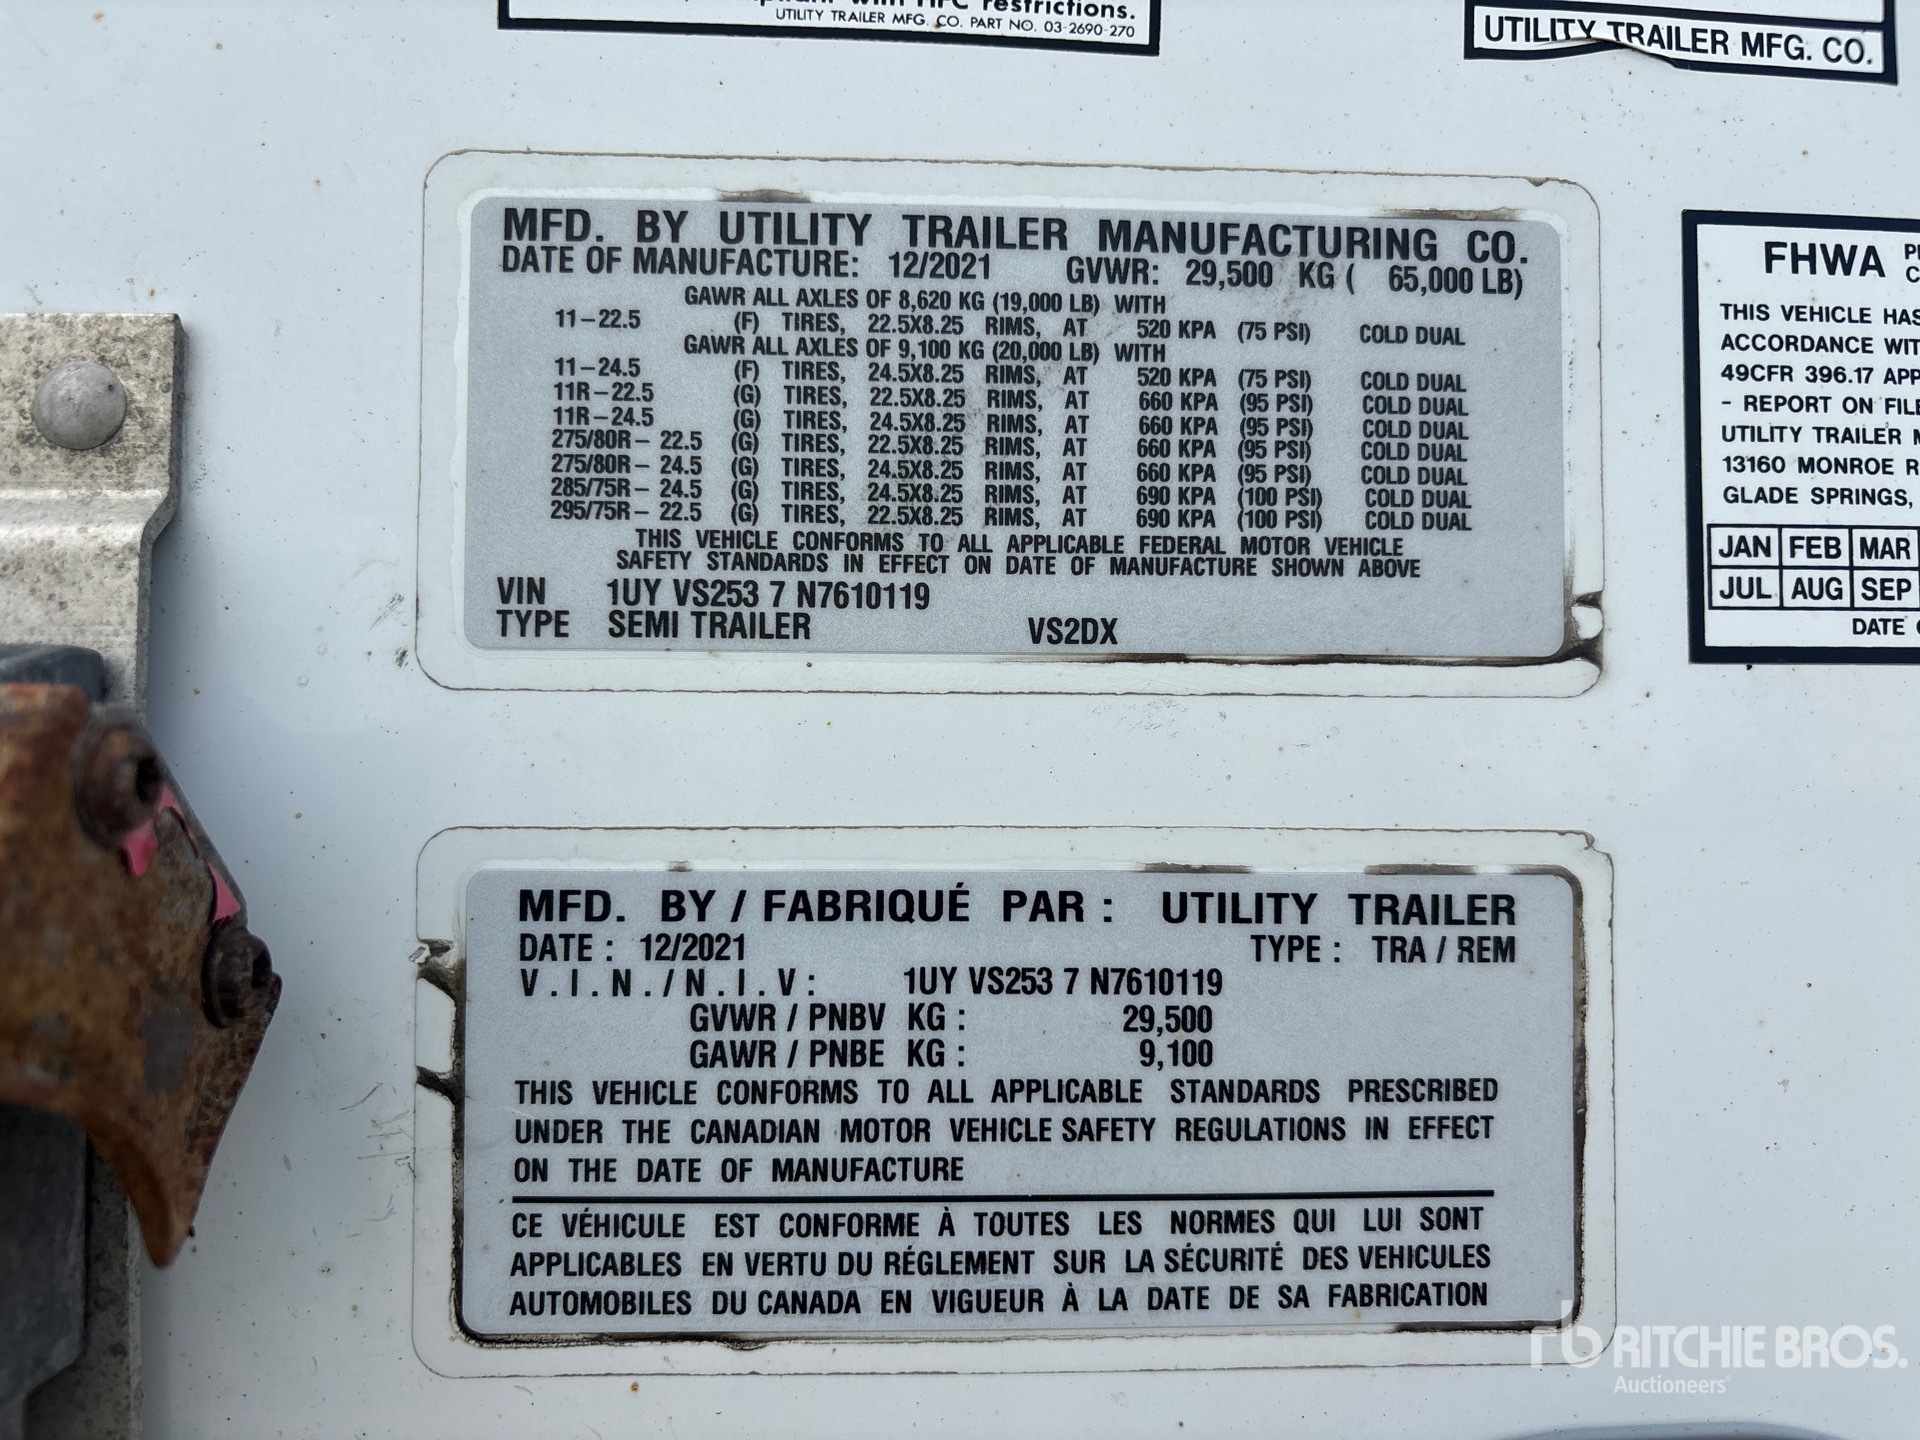 restrictions.
UTILITY TRAILER MFG. CO. PART NO. 03-2690-270
UTILITY TRAILER MFG. CO.
MFD. BY UTILITY TRAILER MANUFACTURING CO.
DATE OF MANUFACTURE: 12/2021 GVWR: 29,500 KG ( 65,000 LB)
GAWR ALL AXLES OF 8,620 KG (19,000 LB) WITH
11-22.5 (F) TIRES, 22.5X8.25 RIMS, AT 520 KPA (75 PSI) COLD DUAL
GAWR ALL AXLES OF 9,100 KG (20,000 LB) WITH
11-24.5 (F) TIRES, 24.5X8.25 RIMS, AT 520 KPA (75 PSI) COLD DUAL
11R-22.5 (G) TIRES, 22.5X8.25 RIMS, AT 660 KPA (95 PSI) COLD DUAL
11R-24.5 (G) TIRES, 24.5X8.25 RIMS, AT 660 KPA (95 PSI) COLD DUAL
275/80R- 22.5 (G) TIRES, 22.5X8.25 RIMS, AT 660 KPA (95 PSI) COLD DUAL
275/80R- 24.5 (G) TIRES, 24.5X8.25 RIMS, AT 660 KPA (95 PSI) COLD DUAL
285/75R- 24.5 (G) TIRES, 24.5X8.25 RIMS, AT 690 KPA (100 PSI) COLD DUAL
295/75R- 22.5 (G) TIRES, 22.5X8.25 RIMS, AT 690 KPA (100 PSI) COLD DUAL
THIS VEHICLE CONFORMS TO ALL APPLICABLE FEDERAL MOTOR VEHICLE
SAFETY STANDARDS IN EFFECT ON DATE OF MANUFACTURE SHOWN ABOVE
VIN 1UY VS253 7 N7610119
TYPE SEMI TRAILER VS2DX
FHWA
THIS VEHICLE HAS
ACCORDANCE WIT
49CFR 396.17 APP
- REPORT ON FILE
UTILITY TRAILER M
13160 MONROE R
GLADE SPRINGS,
JAN FEB MAR
JUL AUG SEP
DATE
MFD. BY / FABRIQUÉ PAR : UTILITY TRAILER
DATE : 12/2021 TYPE : TRA / REM
V.I.N./N.I.V: 1UY VS253 7 N7610119
GVWR / PNBV KG : 29,500
GAWR / PNBE KG : 9,100
THIS VEHICLE CONFORMS TO ALL APPLICABLE STANDARDS PRESCRIBED
UNDER THE CANADIAN MOTOR VEHICLE SAFETY REGULATIONS IN EFFECT
ON THE DATE OF MANUFACTURE
CE VÉHICULE EST CONFORME À TOUTES LES NORMES QUI LUI SONT
APPLICABLES EN VERTU DU RÉGLEMENT SUR LA SÉCURITÉ DES VEHICULES
AUTOMOBILES DU CANADA EN VIGUEUR À LA DATE DE SA FABRICATION
rb RITCHIE BROS.
Auctioneers